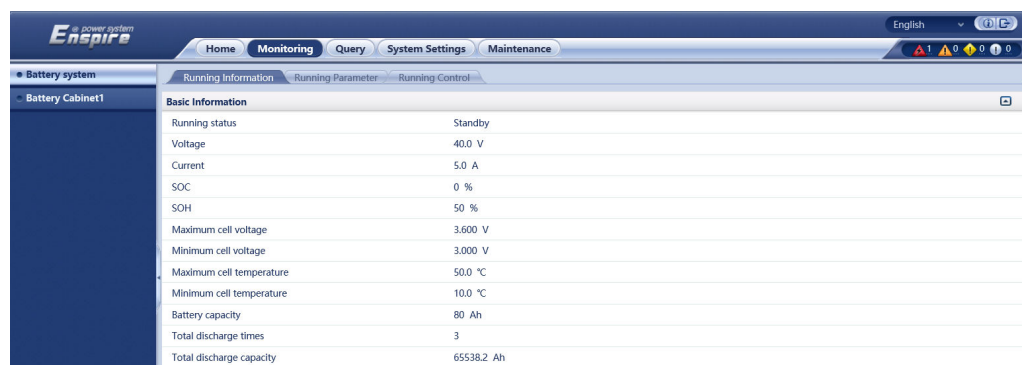 e power system
Enspire
English
Home Monitoring Query System Settings Maintenance
1 0 0 0
Battery system
Battery Cabinet1
Running Information Running Parameter Running Control
Basic Information
Running status Standby
Voltage 40.0 V
Current 5.0 A
SOC 0 %
SOH 50 %
Maximum cell voltage 3.600 V
Minimum cell voltage 3.000 V
Maximum cell temperature 50.0 ℃
Minimum cell temperature 10.0 ℃
Battery capacity 80 Ah
Total discharge times 3
Total discharge capacity 65538.2 Ah